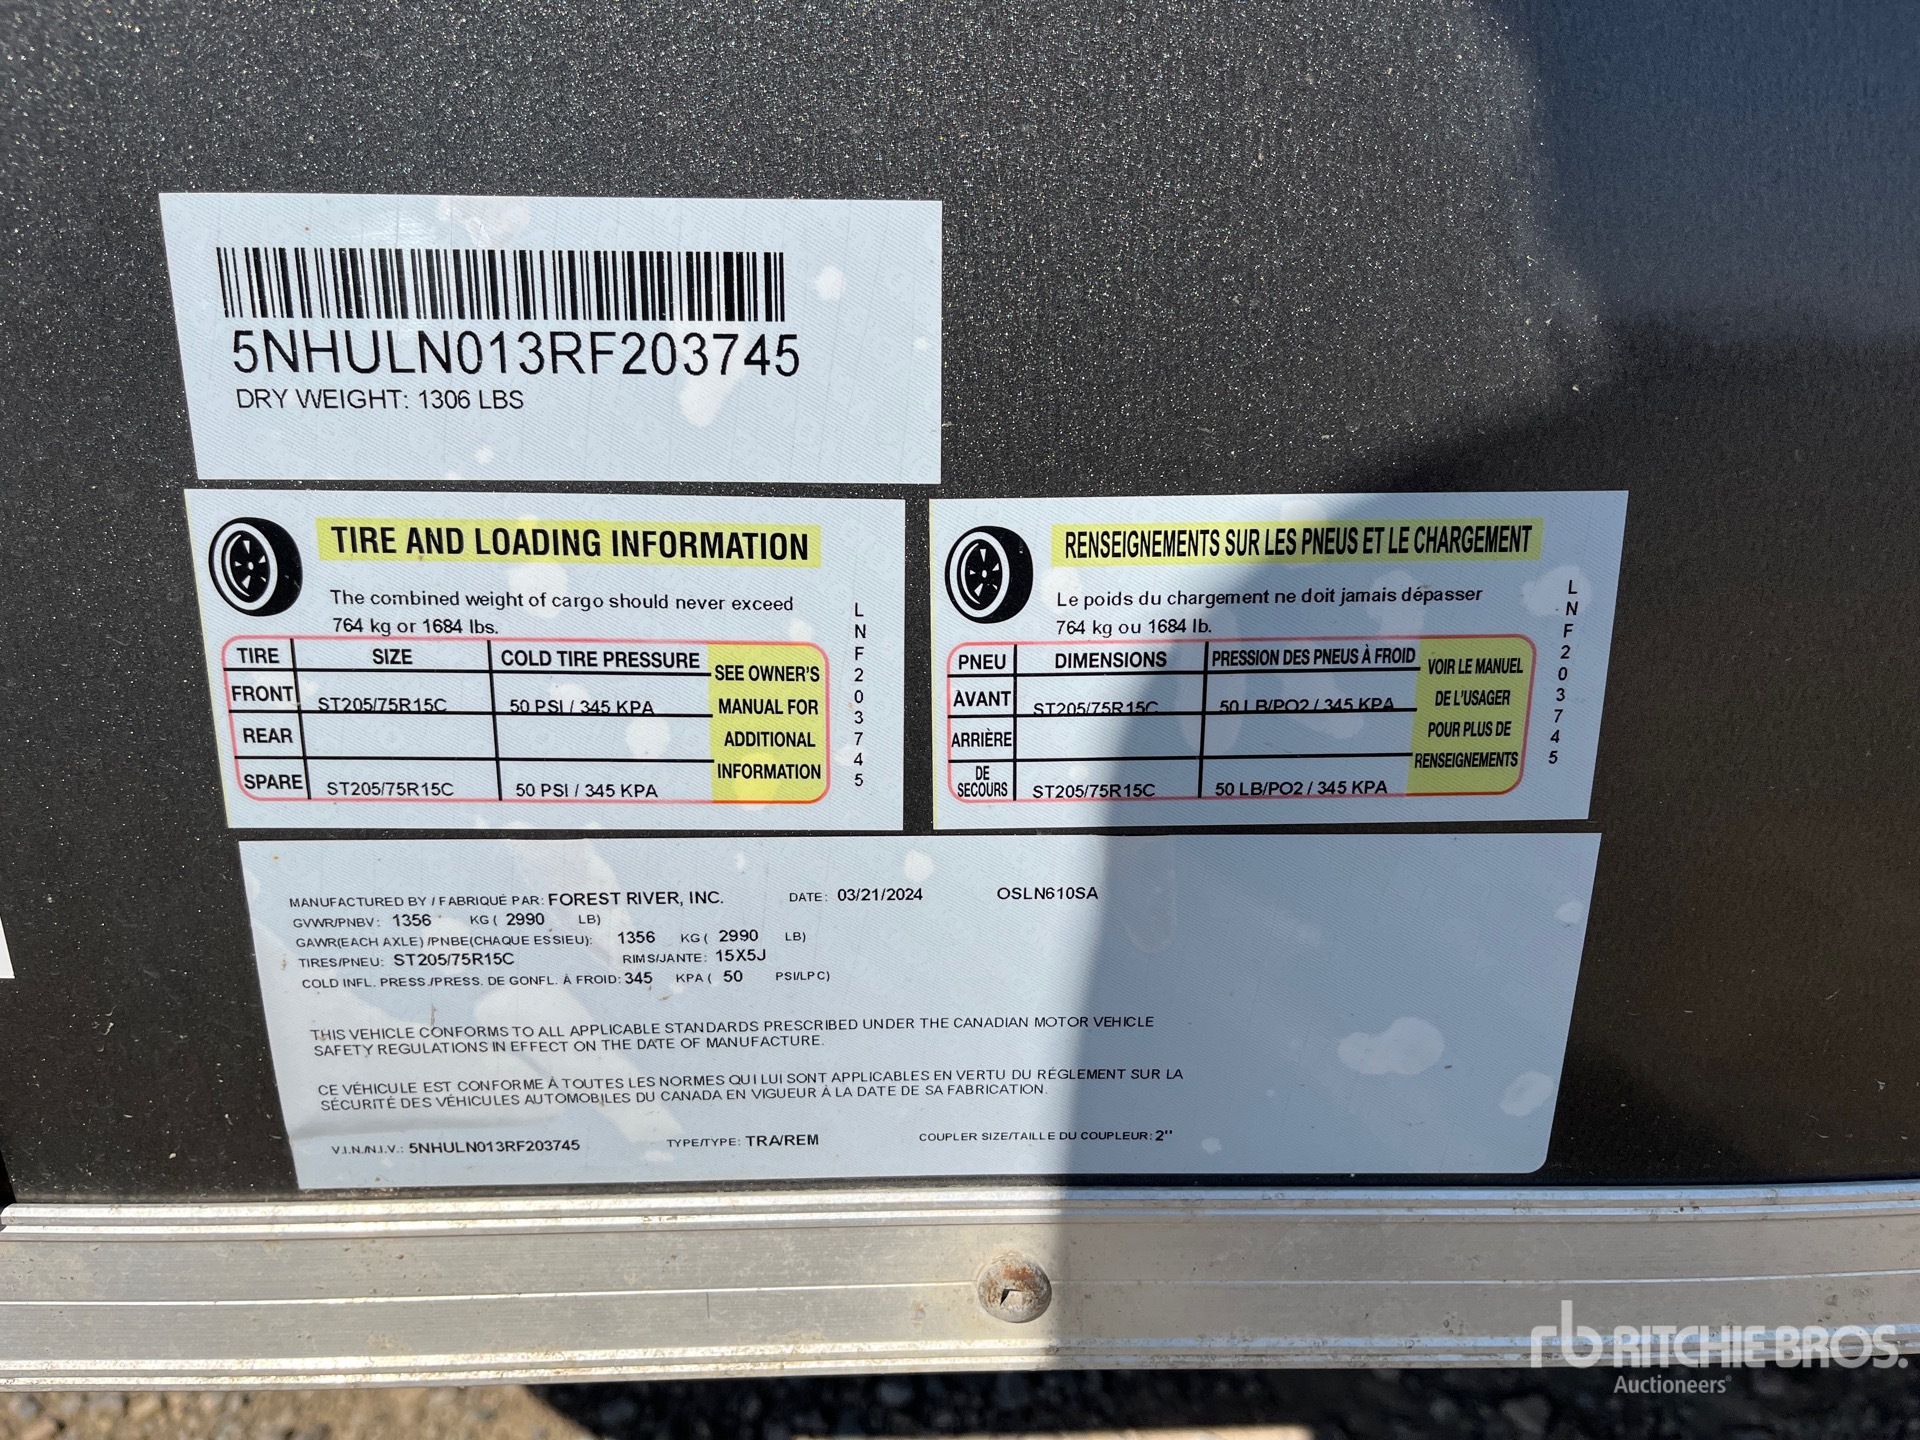 5NHULN013RF203745
DRY WEIGHT: 1306 LBS
TIRE AND LOADING INFORMATION
The combined weight of cargo should never exceed
764 kg or 1684 lbs.
TIRE SIZE COLD TIRE PRESSURE
FRONT ST205/75R15C 50 PSI / 345 KPA
REAR
SPARE ST205/75R15C 50 PSI / 345 KPA
SEE OWNER'S
MANUAL FOR
ADDITIONAL
INFORMATION
LNF203745
RENSEIGNEMENTS SUR LES PNEUS ET LE CHARGEMENT
Le poids du chargement ne doit jamais dépasser
764 kg ou 1684 lb.
PNEU DIMENSIONS PRESSION DES PNEUS À FROID
AVANT ST205/75R15C 50 LB/PO2 / 345 KPA
ARRIÈRE
DE
SECOURS ST205/75R15C 50 LB/PO2 / 345 KPA
VOIR LE MANUEL
DE L'USAGER
POUR PLUS DE
RENSEIGNEMENTS
LNF203745
MANUFACTURED BY / FABRIQUÉ PAR: FOREST RIVER, INC. DATE: 03/21/2024 OSLN610SA
GVWR/PNBV: 1356 KG ( 2990 LB)
GAWR(EACH AXLE) /PNBE(CHAQUE ESSIEU): 1356 KG ( 2990 LB)
TIRES/PNEU: ST205/75R15C RIMS/JANTE: 15X5J
COLD INFL. PRESS./PRESS. DE GONFL. À FROID: 345 KPA ( 50 PSI/LPC)
THIS VEHICLE CONFORMS TO ALL APPLICABLE STANDARDS PRESCRIBED UNDER THE CANADIAN MOTOR VEHICLE
SAFETY REGULATIONS IN EFFECT ON THE DATE OF MANUFACTURE.
CE VÉHICULE EST CONFORME À TOUTES LES NORMES QUI LUI SONT APPLICABLES EN VERTU DU RÉGLEMENT SUR LA
SÉCURITÉ DES VÉHICULES AUTOMOBILES DU CANADA EN VIGUEUR À LA DATE DE SA FABRICATION.
V.I.N./N.I.V.: 5NHULN013RF203745 TYPE/TYPE: TRA/REM COUPLER SIZE/TAILLE DU COUPLEUR: 2"
rb RITCHIE BROS.
Auctioneers